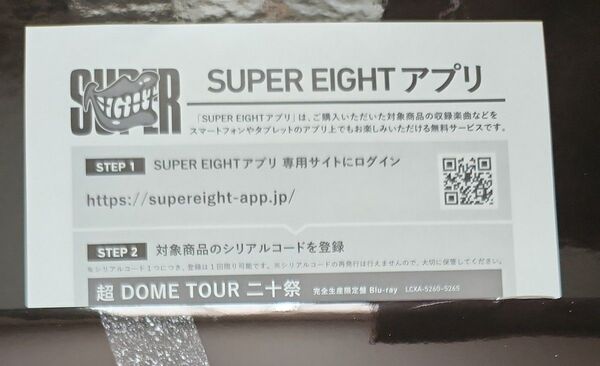 SUPER EIGHT
SUPER EIGHT アプリ
「SUPER EIGHTアプリ」は、ご購入いただいた対象商品の収録楽曲などを
スマートフォンやタブレットのアプリ上でもお楽しみいただける無料サービスです。
STEP 1 SUPER EIGHTアプリ 専用サイトにログイン
https://supereight-app.jp/
STEP 2 対象商品のシリアルコードを登録
※シリアルコード1つにつき、登録は1回限り可能です。※シリアルコードの再発行は行えませんので、大切に保管してください。
超 DOME TOUR 二十祭 完全生産限定盤 Blu-ray LCXA-5260~5265